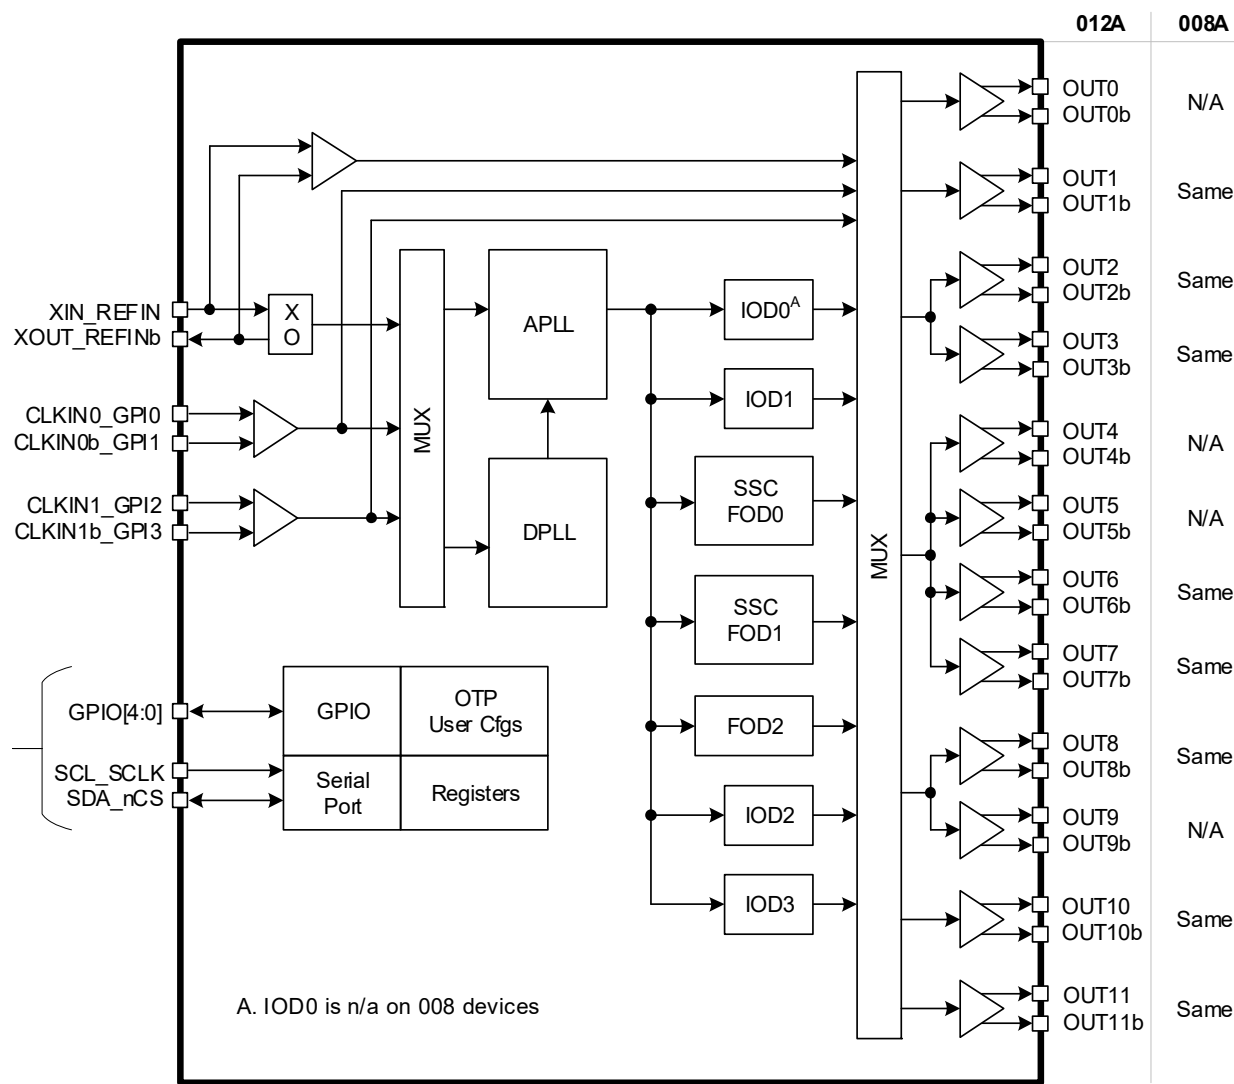 012A 008A
OUT0
OUT0b
N/A
OUT1
OUT1b
Same
OUT2
OUT2b
Same
OUT3
OUT3b
Same
OUT4
OUT4b
N/A
OUT5
OUT5b
N/A
OUT6
OUT6b
Same
OUT7
OUT7b
Same
OUT8
OUT8b
Same
OUT9
OUT9b
N/A
OUT10
OUT10b
Same
OUT11
OUT11b
Same
XIN_REFIN
XOUT_REFINb
X
O
CLKIN0_GPI0
CLKIN0b_GPI1
CLKIN1_GPI2
CLKIN1b_GPI3
MUX
APLL
DPLL
IOD0A
IOD1
SSC
FOD0
SSC
FOD1
FOD2
IOD2
IOD3
MUX
GPIO[4:0]
SCL_SCLK
SDA_nCS
GPIO
OTP
User Cfgs
Serial
Port
Registers
A. IOD0 is n/a on 008 devices